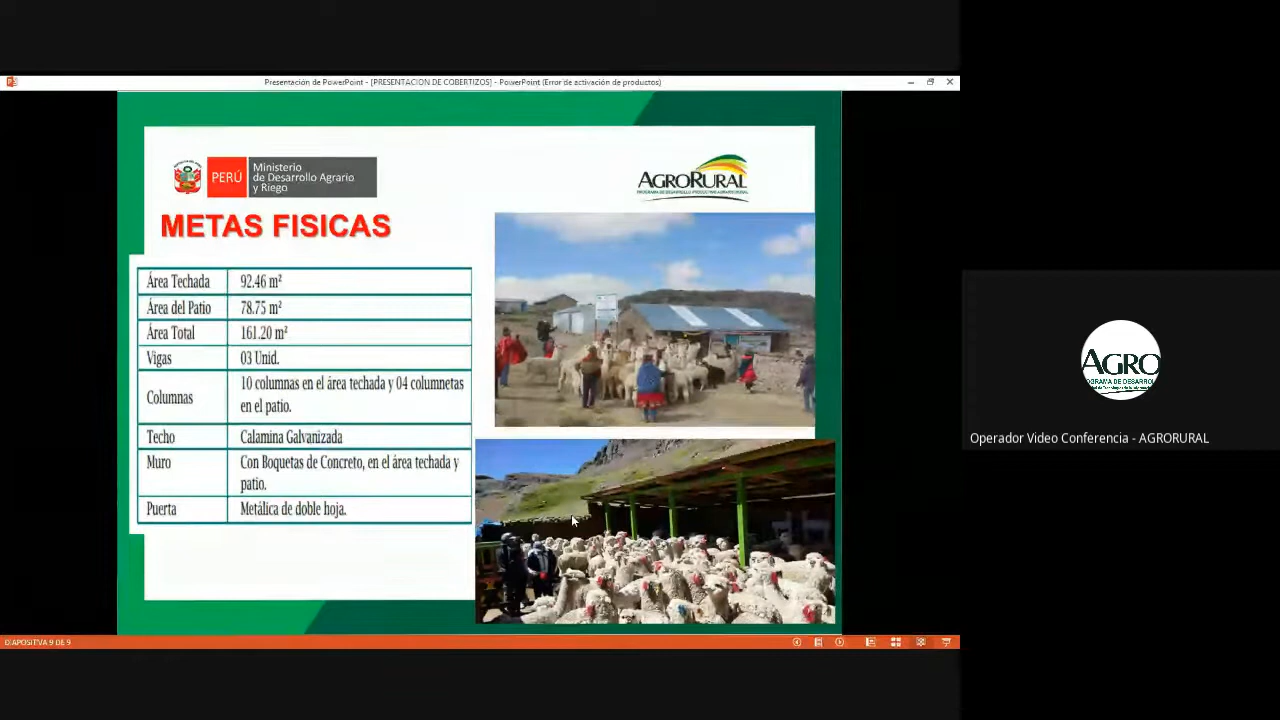 Presentación de PowerPoint - [PRESENTACION DE COBERTIZOS] - PowerPoint (Error de activación de productos)
PERÚ
Ministerio
de Desarrollo Agrario
y Riego
AGRORURAL
METAS FISICAS
Área Techada 92.46 m²
Área del Patio 78.75 m²
Área Total 161.20 m²
Vigas 03 Unid.
Columnas 10 columnas en el área techada y 04 columnetas
en el patio.
Techo Calamina Galvanizada
Muro Con Boquetas de Concreto, en el área techada y
patio.
Puerta Metálica de doble hoja.
DIAPOSITIVA 9 DE 9
AGRO
OGRAMA DE DESARROL
Operador Video Conferencia - AGRORURAL